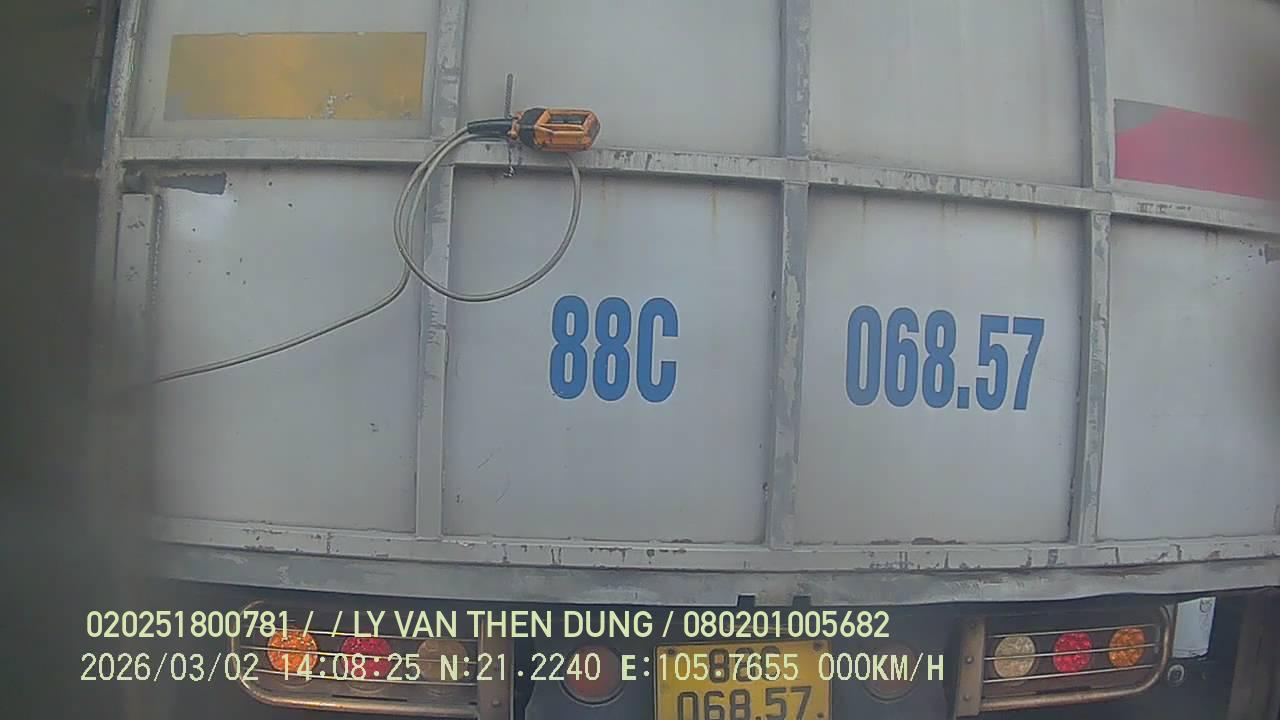 88C 068.57
020251800781 / / LY VAN THEN DUNG / 080201005682
2026/03/02 14:08:25 N:21.2240 E:105.7655 000KM/H
88C
068.57